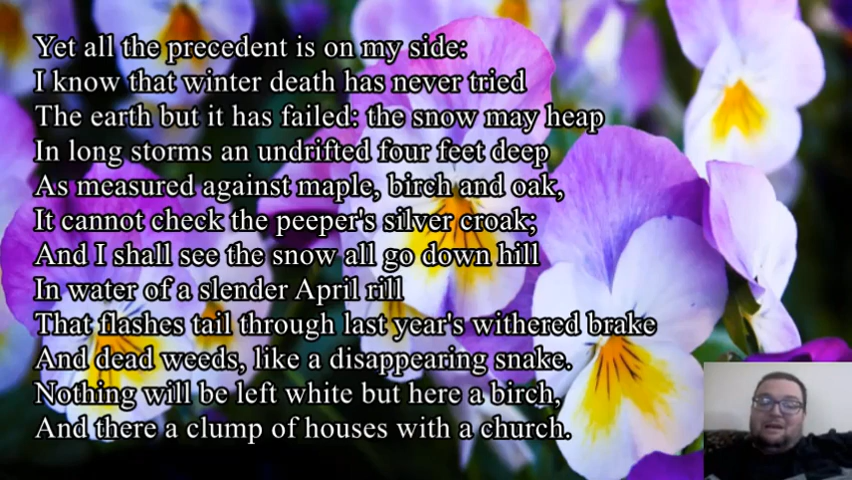 Yet all the precedent is on my side:
I know that winter death has never tried
The earth but it has failed: the snow may heap
In long storms an undrifted four feet deep
As measured against maple, birch and oak,
It cannot check the peeper's silver croak;
And I shall see the snow all go down hill
In water of a slender April rill
That flashes tail through last year's withered brake
And dead weeds, like a disappearing snake.
Nothing will be left white but here a birch,
And there a clump of houses with a church.